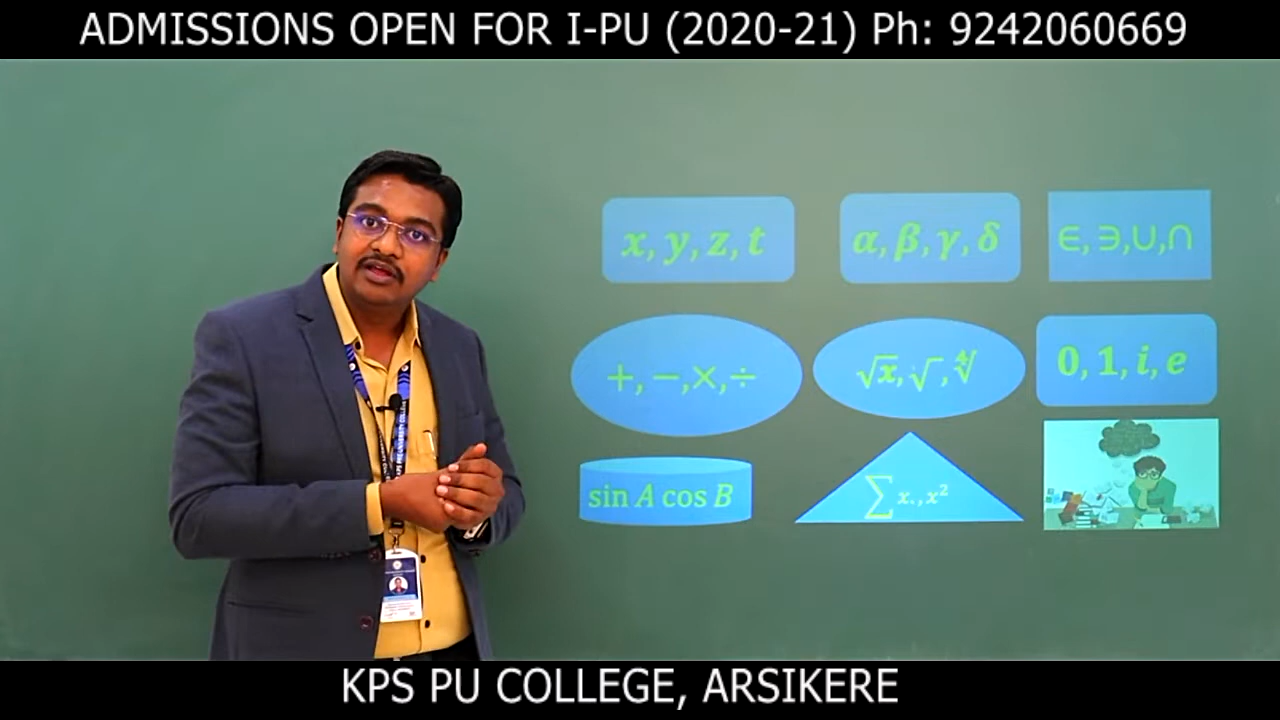 ADMISSIONS OPEN FOR I-PU (2020-21) Ph: 9242060669
x, y, z, t
α, β, γ, δ
∈, ∋,∪,∩
+, −,×,÷
√x, √, ∜
0, 1, i, e
sin A cos B
∑ x., x²
KPS PU COLLEGE, ARSIKERE